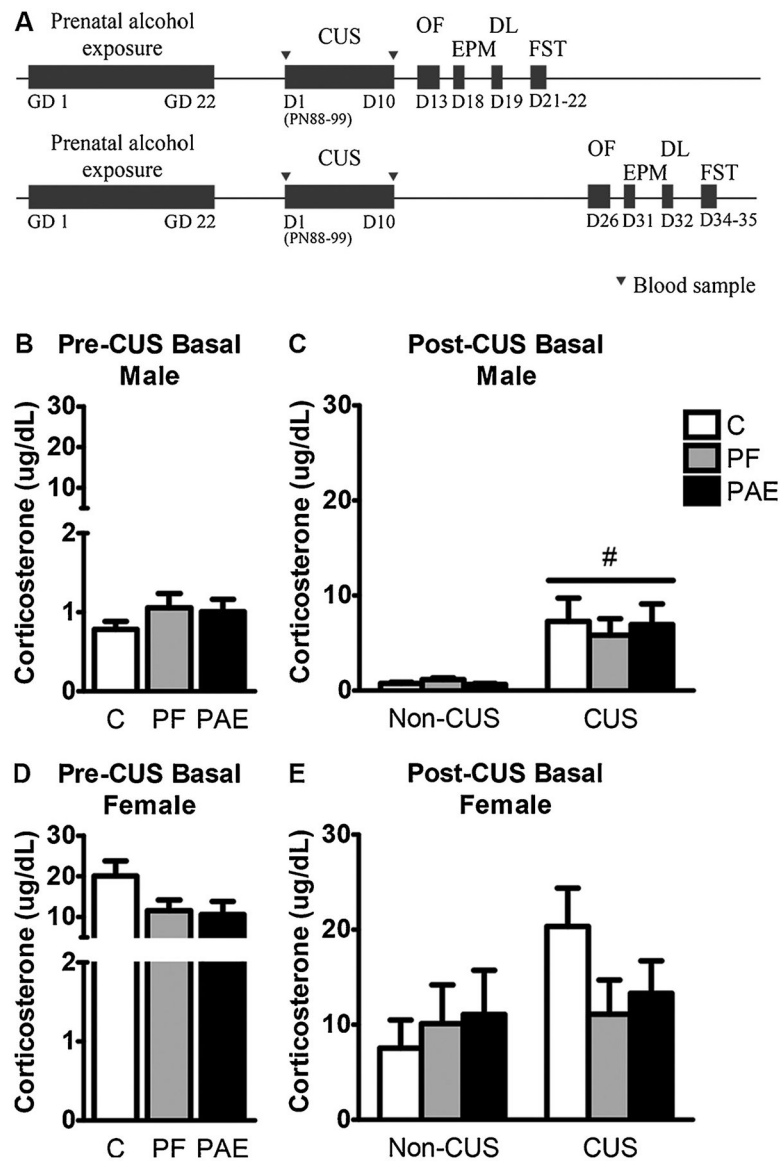 A
Prenatal alcohol
exposure
CUS
OF
EPM
DL
FST
GD 1
GD 22
D1
(PN88-99)
D10
D13
D18
D19
D21-22
Prenatal alcohol
exposure
CUS
OF
EPM
DL
FST
GD 1
GD 22
D1
(PN88-99)
D10
D26
D31
D32
D34-35
Blood sample
B
Pre-CUS Basal
Male
Corticosterone (ug/dL)
30
20
10
2
1
0
C PF PAE
C
Post-CUS Basal
Male
Corticosterone (ug/dL)
30
20
10
0
#
Non-CUS CUS
C
PF
PAE
D
Pre-CUS Basal
Female
Corticosterone (ug/dL)
30
20
10
2
1
0
C PF PAE
E
Post-CUS Basal
Female
Corticosterone (ug/dL)
30
20
10
0
Non-CUS CUS